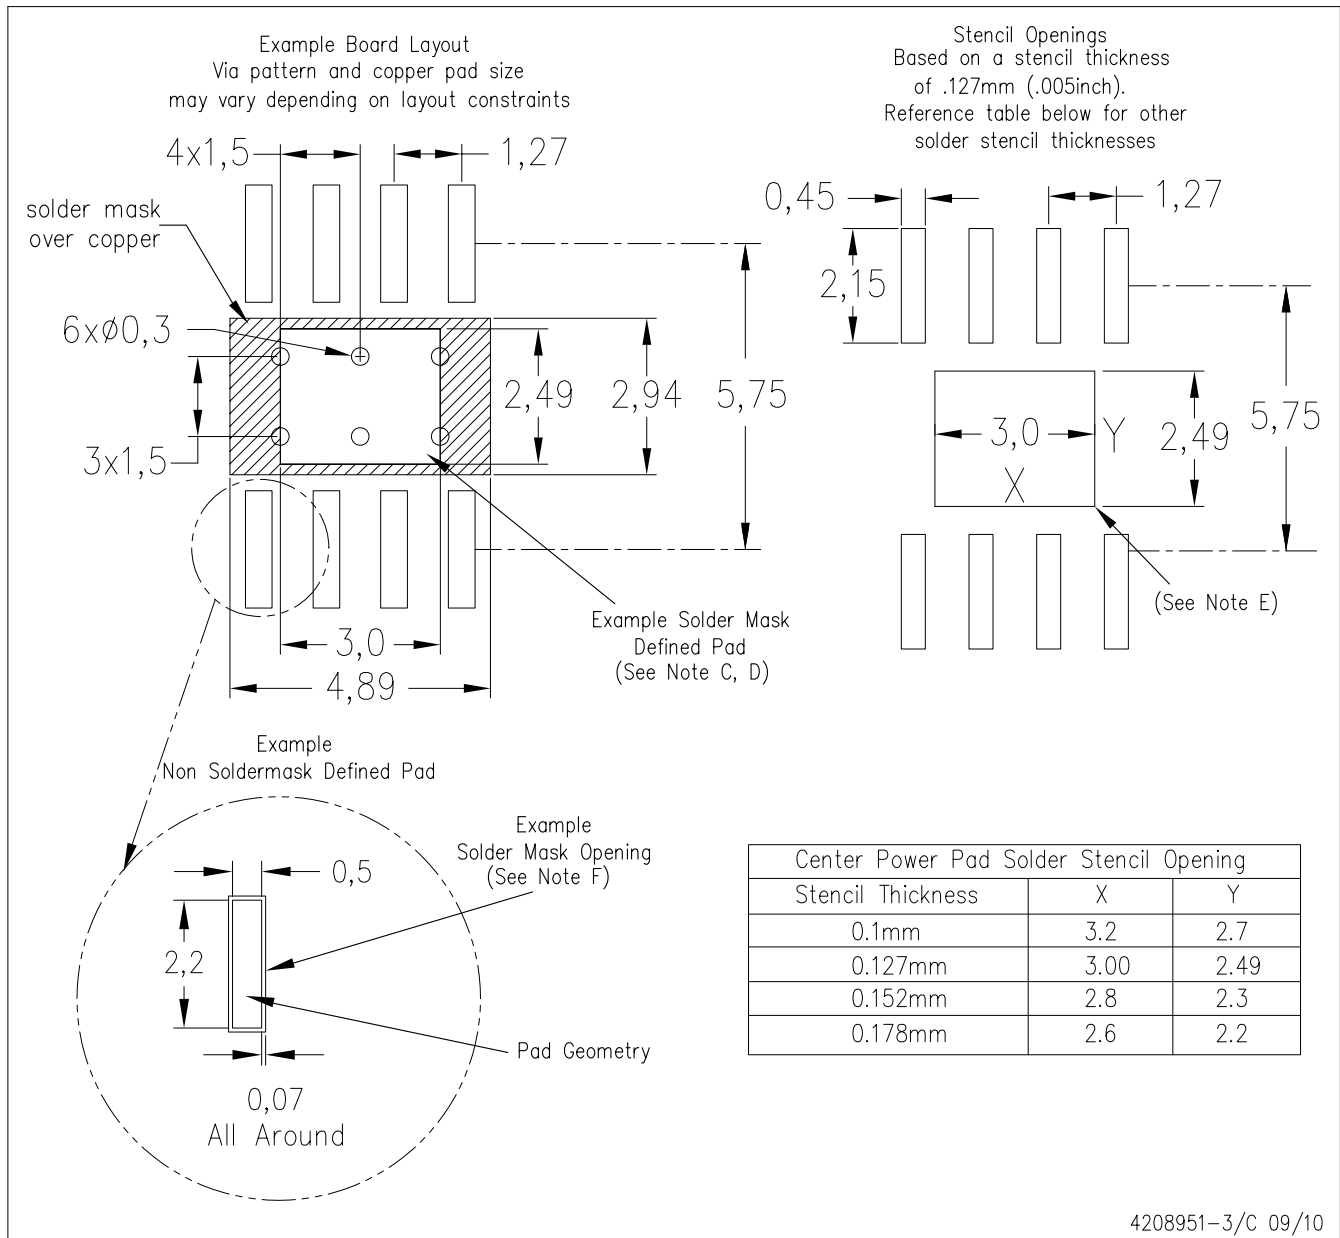 Example Board Layout
Via pattern and copper pad size
may vary depending on layout constraints
4x1,5
1,27
solder mask
over copper
6xø0,3
3x1,5
2,49
2,94
5,75
3,0
4,89
Example Solder Mask
Defined Pad
(See Note C, D)
Stencil Openings
Based on a stencil thickness
of .127mm (.005inch).
Reference table below for other
solder stencil thicknesses
0,45
1,27
2,15
3,0
X
Y
2,49
5,75
(See Note E)
Example
Non Soldermask Defined Pad
Example
Solder Mask Opening
(See Note F)
0,5
2,2
Pad Geometry
0,07
All Around
Center Power Pad Solder Stencil Opening
Stencil Thickness X Y
0.1mm 3.2 2.7
0.127mm 3.00 2.49
0.152mm 2.8 2.3
0.178mm 2.6 2.2
4208951-3/C 09/10